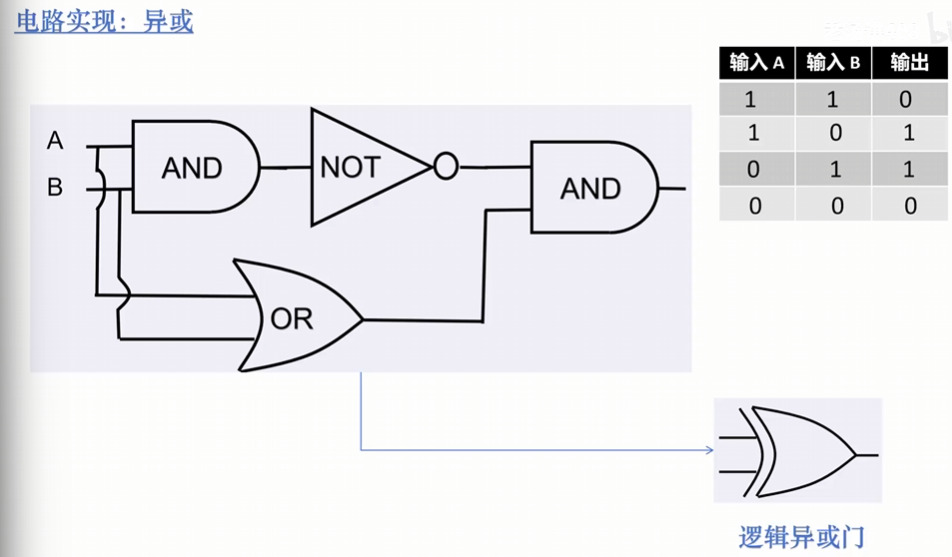 电路实现：异或
输入 A 输入 B 输出
1 1 0
1 0 1
0 1 1
0 0 0
A
B
AND
NOT
AND
OR
逻辑异或门